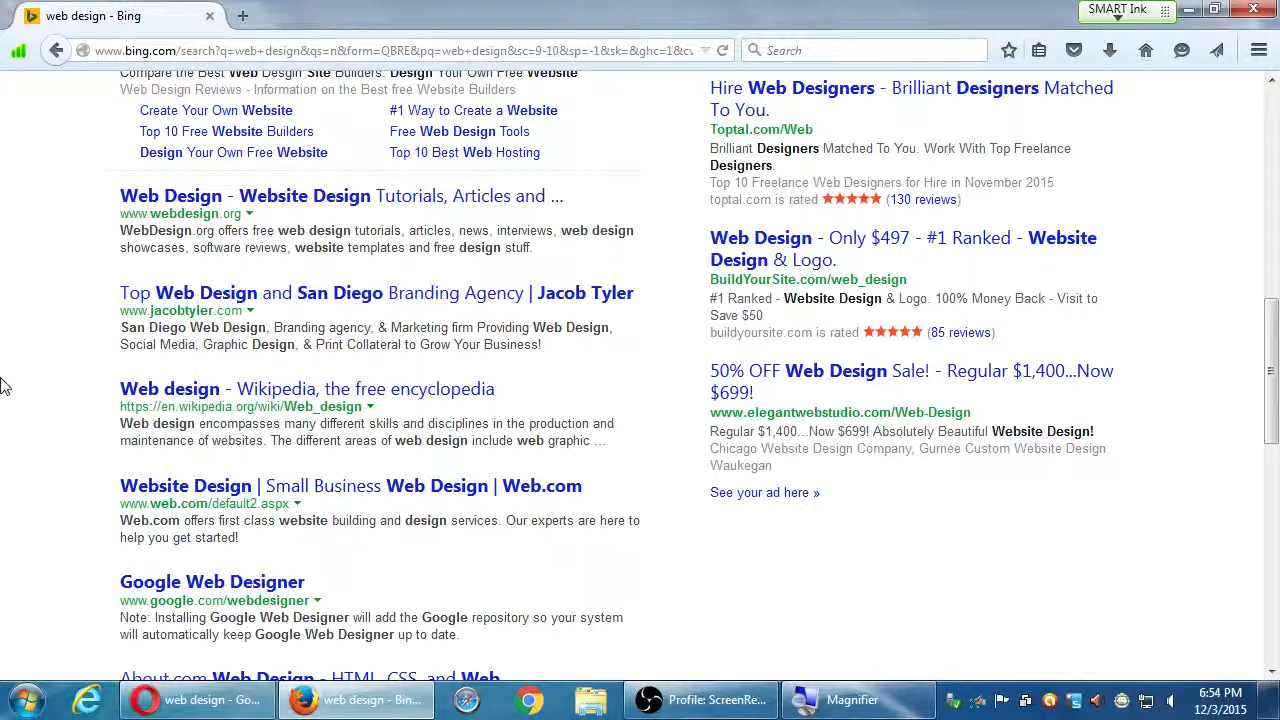 web design - Bing
SMART Ink
www.bing.com/search?q=web+design&qs=n&form=QBRE&pq=web+design&sc=9-10&sp=-1&sk=&ghc=1&cv
Search
Compare the Best Web Desgin Site Builders. Design Your Own Free Website
Web Design Reviews - Information on the Best free Website Builders
Create Your Own Website
#1 Way to Create a Website
Top 10 Free Website Builders
Free Web Design Tools
Design Your Own Free Website
Top 10 Best Web Hosting
Web Design - Website Design Tutorials, Articles and ...
www.webdesign.org
WebDesign.org offers free web design tutorials, articles, news, interviews, web design
showcases, software reviews, website templates and free design stuff.
Top Web Design and San Diego Branding Agency | Jacob Tyler
www.jacobtyler.com
San Diego Web Design, Branding agency, & Marketing firm Providing Web Design,
Social Media, Graphic Design, & Print Collateral to Grow Your Business!
Web design - Wikipedia, the free encyclopedia
https://en.wikipedia.org/wiki/Web_design
Web design encompasses many different skills and disciplines in the production and
maintenance of websites. The different areas of web design include web graphic ...
Website Design | Small Business Web Design | Web.com
www.web.com/default2.aspx
Web.com offers first class website building and design services. Our experts are here to
help you get started!
Google Web Designer
www.google.com/webdesigner
Note: Installing Google Web Designer will add the Google repository so your system
will automatically keep Google Web Designer up to date.
About.com Web Design - HTML, CSS, and Web
Hire Web Designers - Brilliant Designers Matched
To You.
Toptal.com/Web
Brilliant Designers Matched To You. Work With Top Freelance
Designers.
Top 10 Freelance Web Designers for Hire in November 2015
toptal.com is rated ★★★★★ (130 reviews)
Web Design - Only $497 - #1 Ranked - Website
Design & Logo.
BuildYourSite.com/web_design
#1 Ranked - Website Design & Logo. 100% Money Back - Visit to
Save $50
buildyoursite.com is rated ★★★★★ (85 reviews)
50% OFF Web Design Sale! - Regular $1,400...Now
$699!
www.elegantwebstudio.com/Web-Design
Regular $1,400...Now $699! Absolutely Beautiful Website Design!
Chicago Website Design Company, Gurnee Custom Website Design
Waukegan
See your ad here »
web design - Go...
web design - Bin...
Profile: ScreenRe...
Magnifier
6:54 PM
12/3/2015